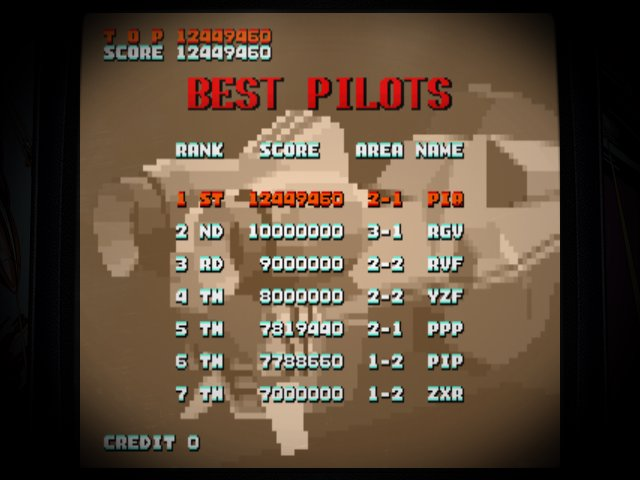 T O P 12449460
SCORE 12449460
BEST PILOTS
RANK SCORE AREA NAME
1 ST 12449460 2-1 PIA
2 ND 10000000 3-1 RGV
3 RD 9000000 2-2 RVF
4 TH 8000000 2-2 YZF
5 TH 7819440 2-1 PPP
6 TH 7788660 1-2 PIP
7 TH 7000000 1-2 ZXR
CREDIT 0